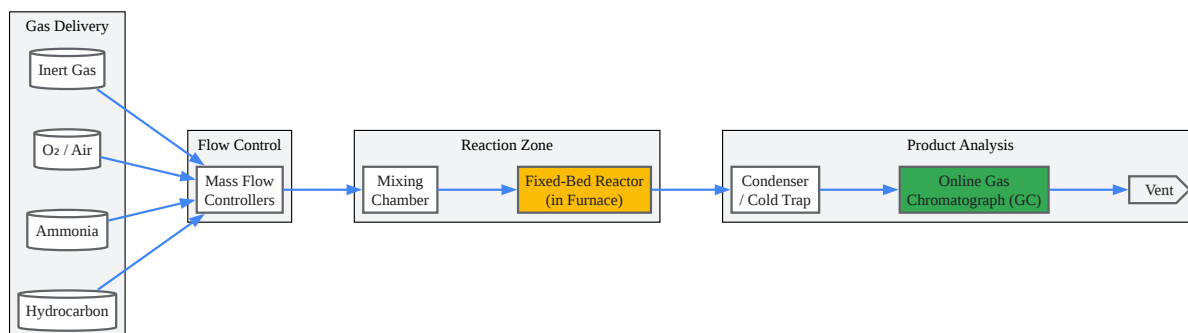 Gas Delivery
Inert Gas
O₂ / Air
Ammonia
Hydrocarbon
Flow Control
Mass Flow
Controllers
Reaction Zone
Mixing
Chamber
Fixed-Bed Reactor
(in Furnace)
Product Analysis
Condenser
/ Cold Trap
Online Gas
Chromatograph (GC)
Vent